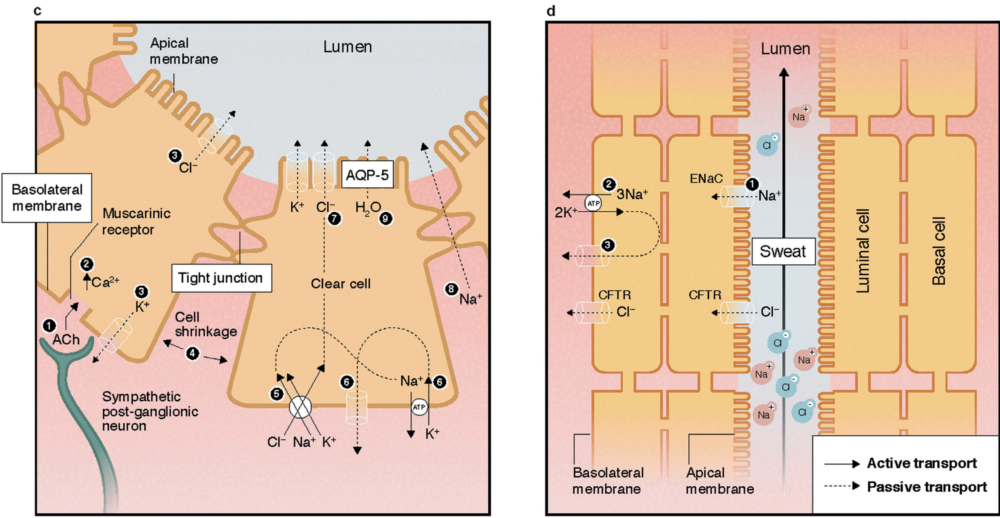 c
Apical
membrane
Lumen
3
Cl⁻
Basolateral
membrane
Muscarinic
receptor
K⁺
Cl⁻
7
AQP-5
H₂O
9
2
Ca²⁺
3
K⁺
Tight junction
Clear cell
8
Na⁺
1
ACh
Cell
shrinkage
4
Sympathetic
post-ganglionic
neuron
5
6
Na⁺
6
ATP
Cl⁻ Na⁺ K⁺
K⁺
d
Lumen
Na +
Cl -
ENaC
1
Na⁺
2
3Na⁺
ATP
2K⁺
3
Sweat
Luminal cell
Basal cell
CFTR
Cl⁻
CFTR
Cl⁻
Cl -
Na +
Na +
Cl -
Na +
Cl -
Basolateral
membrane
Apical
membrane
Active transport
Passive transport